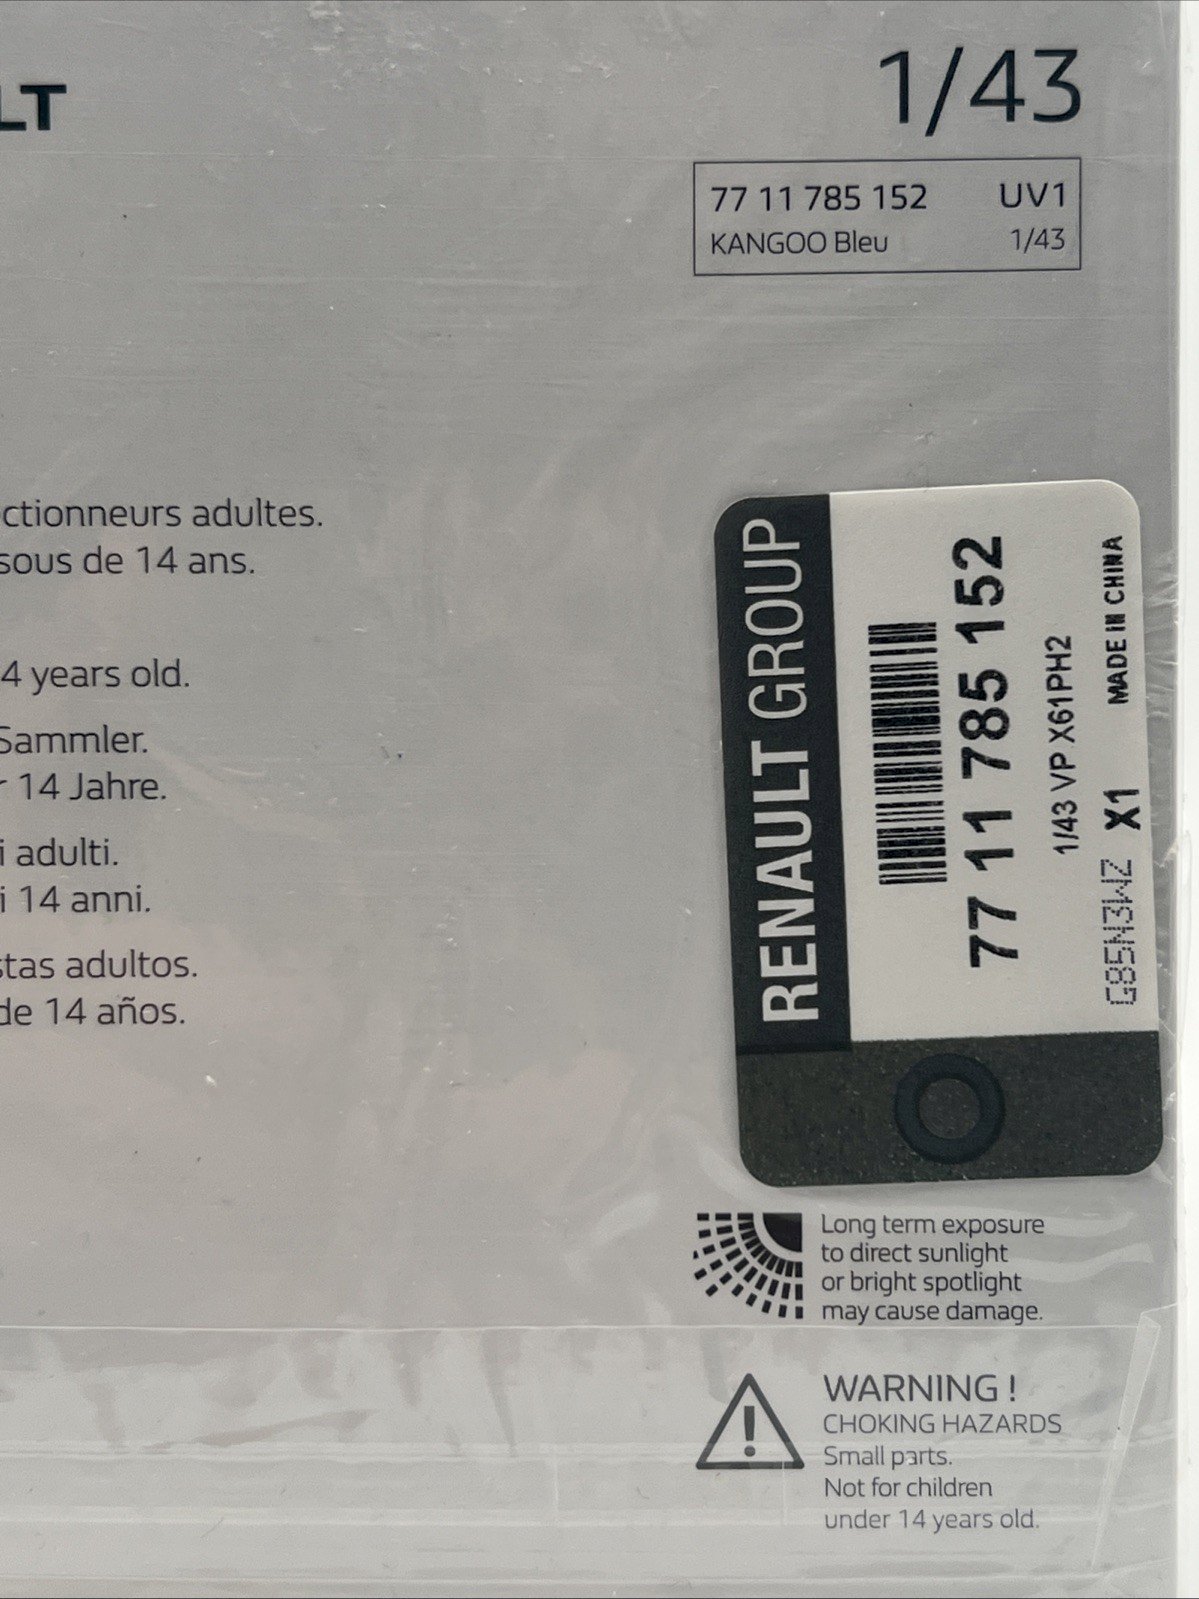 LT
1/43
77 11 785 152 UV1
KANGOO Bleu 1/43
ctionneurs adultes.
sous de 14 ans.
4 years old.
Sammler.
r 14 Jahre.
i adulti.
i 14 anni.
stas adultos.
de 14 años.
RENAULT GROUP
77 11 785 152
1/43 VP X61PH2
G85N3WZ X1 MADE IN CHINA
Long term exposure
to direct sunlight
or bright spotlight
may cause damage.
WARNING !
CHOKING HAZARDS
Small parts.
Not for children
under 14 years old.